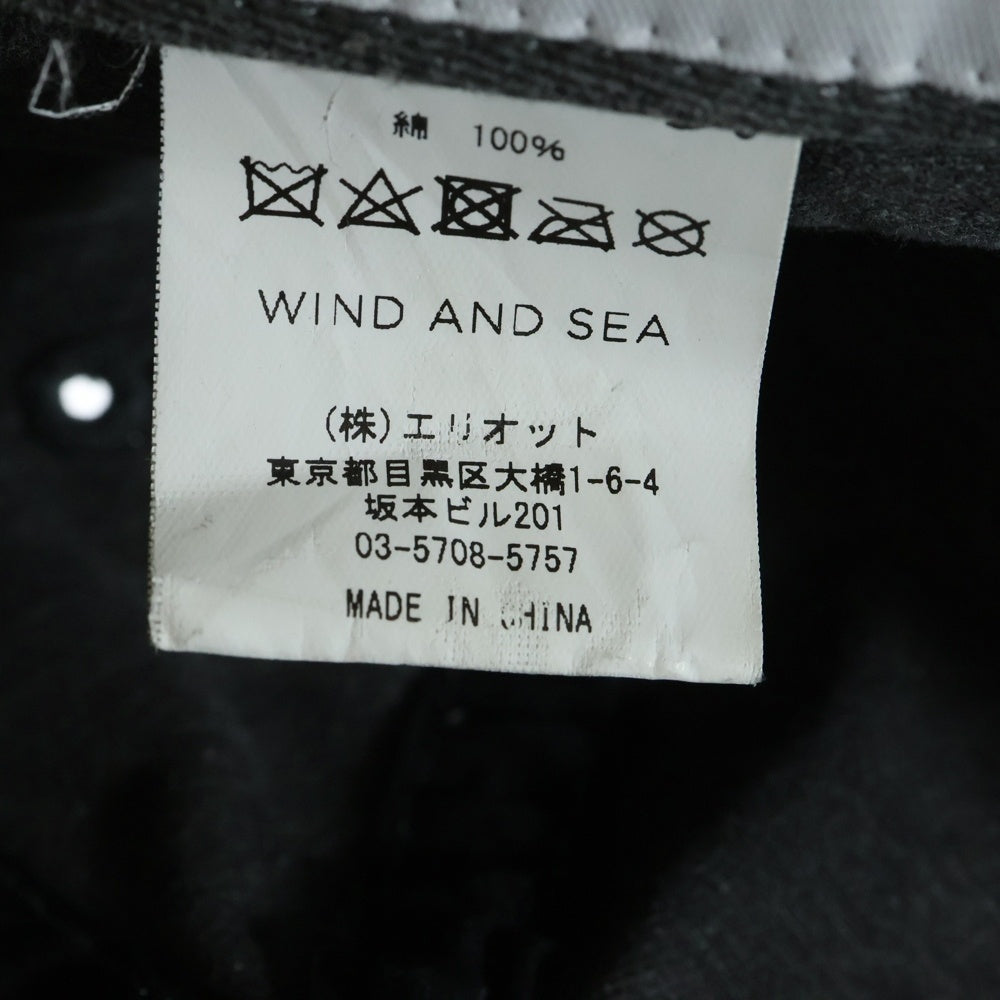 綿 100%
WIND AND SEA
(株)エリオット
東京都目黒区大橋1-6-4
坂本ビル201
03-5708-5757
MADE IN CHINA